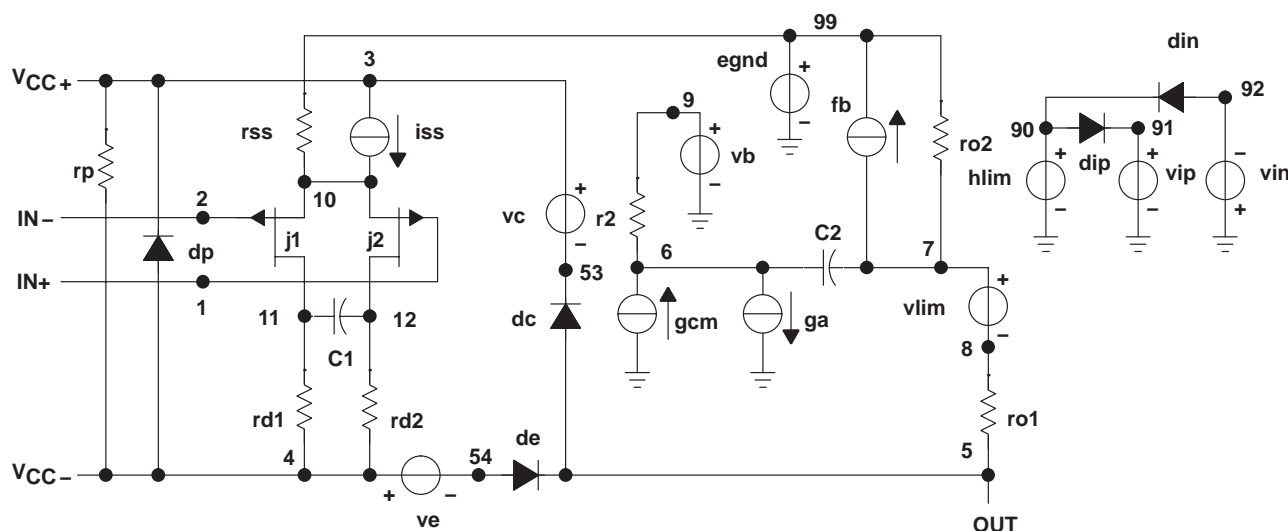 99
din
3
VCC+
egnd
+
92
9
fb
+
90
91
rss
iss
−
ro2
+
+
−
rp
vb
dip
10
hlim
vip
vin
2
−
−
−
+
IN−
+
vc
r2
j1
j2
C2
dp
−
6
7
IN+
53
+
1
gcm
ga
vlim
11
12
dc
−
8
C1
rd1
rd2
ro1
de
4
54
5
VCC−
+
−
ve
OUT